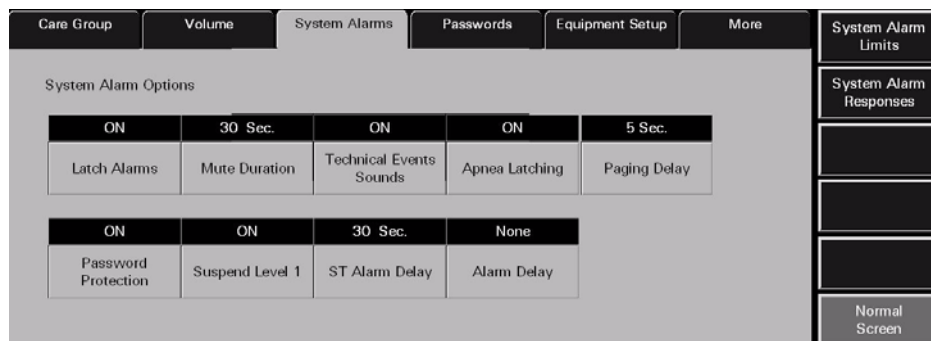 Care Group Volume System Alarms Passwords Equipment Setup More
System Alarm Options
ON 30 Sec. ON ON 5 Sec.
Latch Alarms Mute Duration Technical Events Sounds Apnea Latching Paging Delay
ON ON 30 Sec. None
Password Protection Suspend Level 1 ST Alarm Delay Alarm Delay
System Alarm
Limits
System Alarm
Responses
Normal
Screen